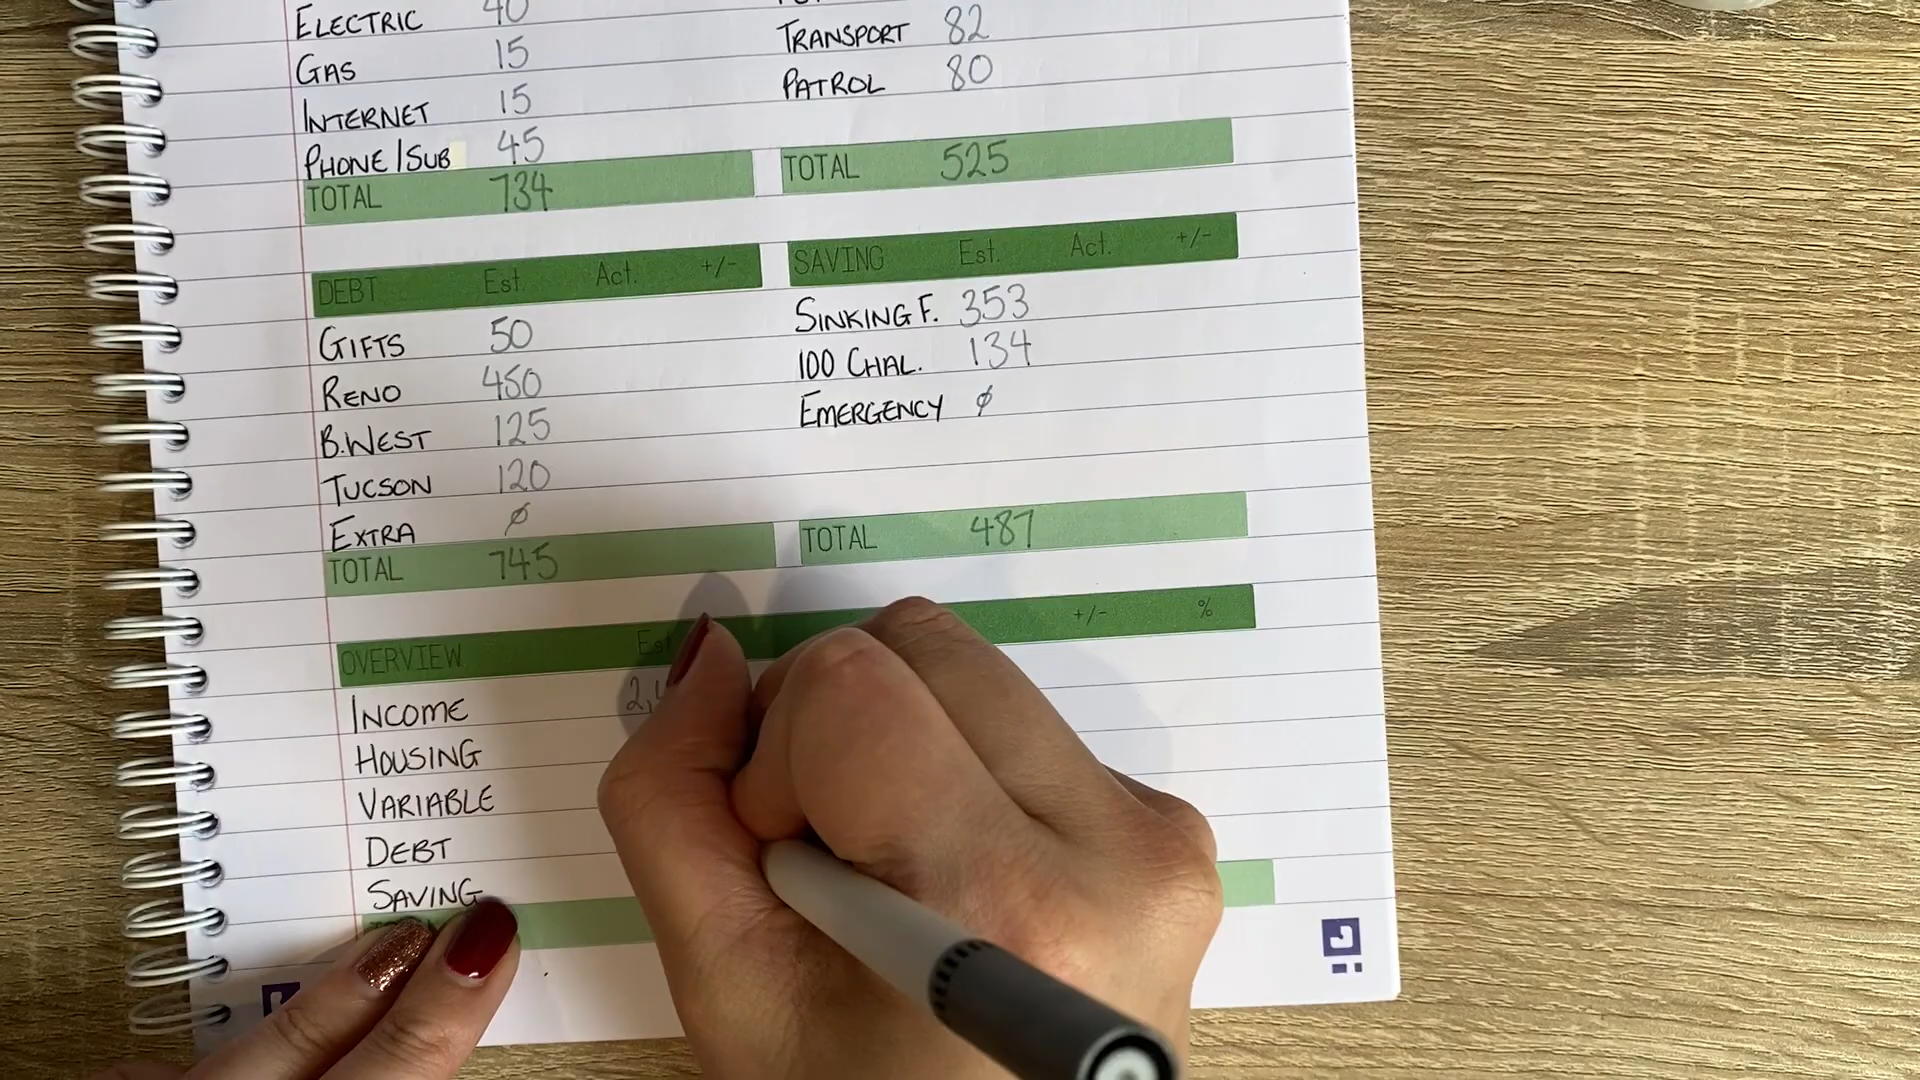 ELECTRIC 40
GAS 15
INTERNET 15
PHONE/SUB 45
TOTAL 734
TRANSPORT 82
PATROL 80
TOTAL 525
DEBT Est. Act. +/-
GIFTS 50
RENO 450
B.WEST 125
TUCSON 120
EXTRA ∅
TOTAL 745
SAVING Est. Act. +/-
SINKING F. 353
100 CHAL. 134
EMERGENCY ∅
TOTAL 487
OVERVIEW Est +/- %
INCOME
HOUSING
VARIABLE
DEBT
SAVING